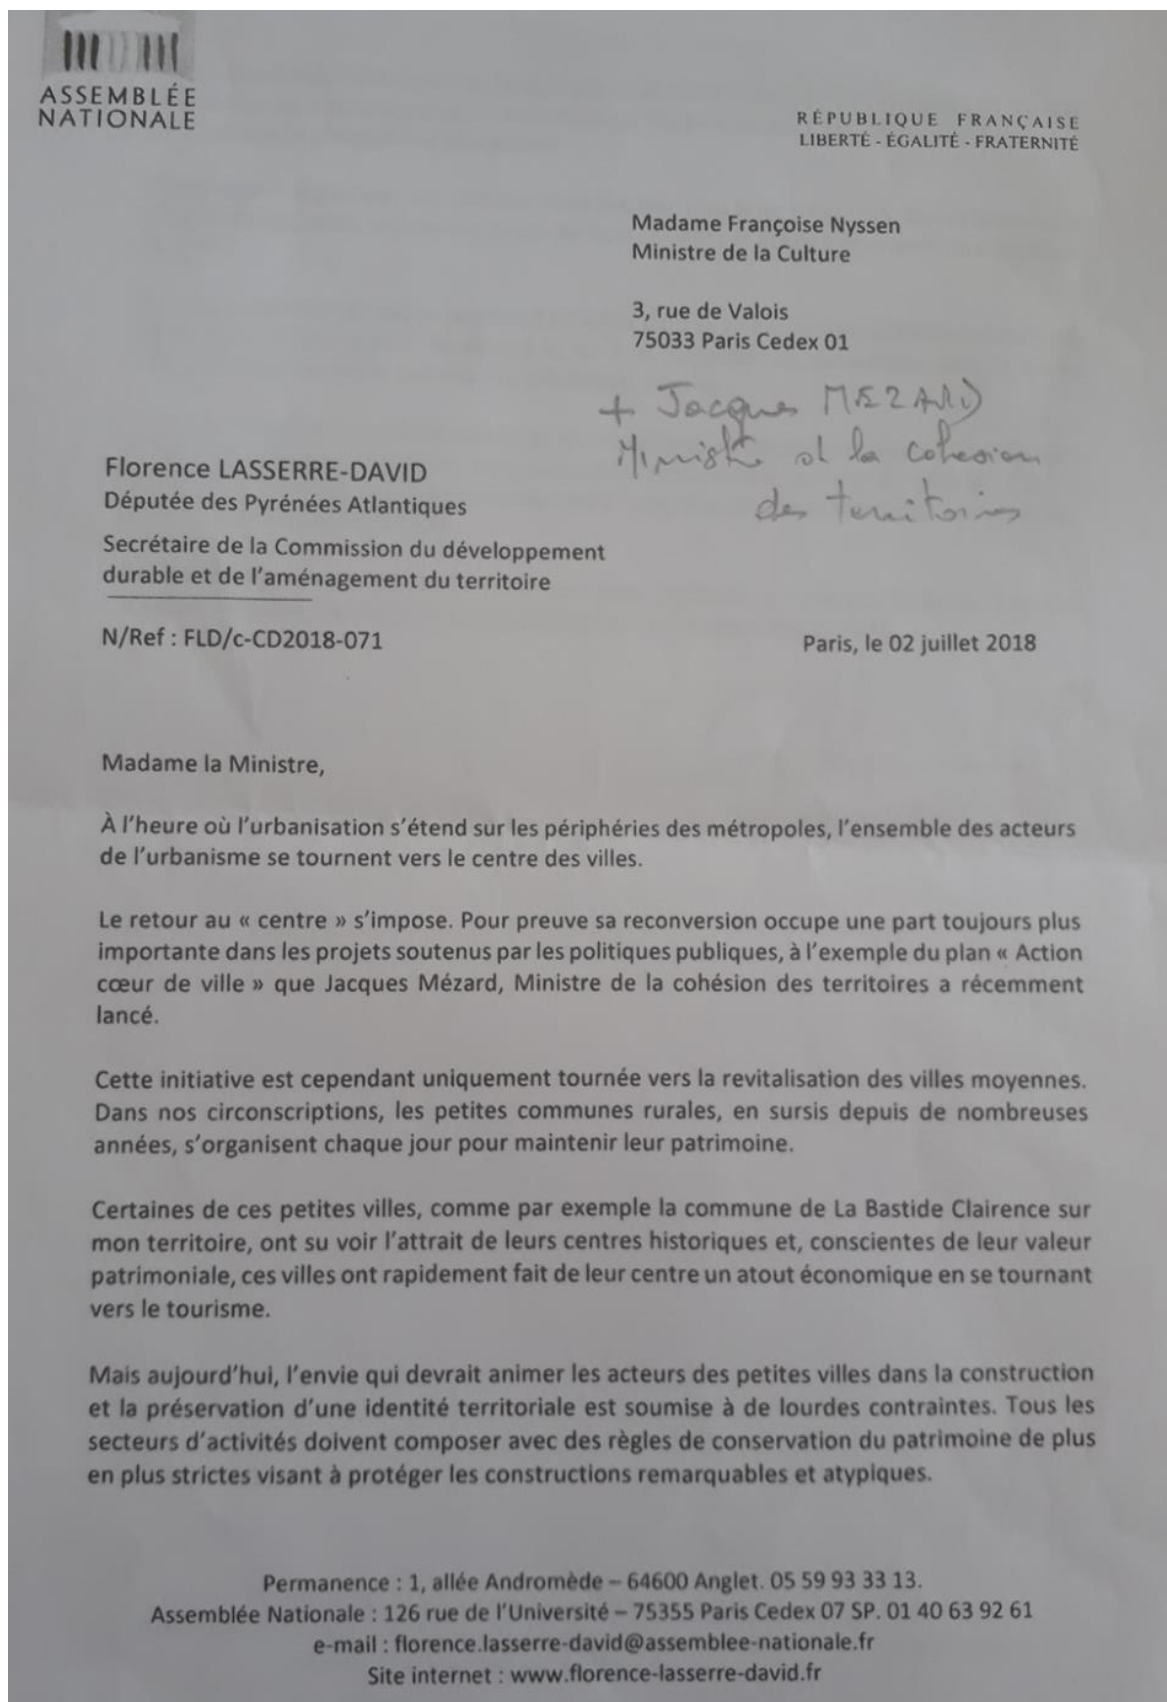 ASSEMBLÉE
NATIONALE
RÉPUBLIQUE FRANÇAISE
LIBERTÉ - ÉGALITÉ - FRATERNITÉ
Madame Françoise Nyssen
Ministre de la Culture
3, rue de Valois
75033 Paris Cedex 01
+ Jacques MEZARD
Ministre de la cohesion
des territoires
Florence LASSERRE-DAVID
Députée des Pyrénées Atlantiques
Secrétaire de la Commission du développement
durable et de l'aménagement du territoire
N/Ref : FLD/c-CD2018-071
Paris, le 02 juillet 2018
Madame la Ministre,
À l'heure où l'urbanisation s'étend sur les périphéries des métropoles, l'ensemble des acteurs
de l'urbanisme se tournent vers le centre des villes.
Le retour au « centre » s'impose. Pour preuve sa reconversion occupe une part toujours plus
importante dans les projets soutenus par les politiques publiques, à l'exemple du plan « Action
cœur de ville » que Jacques Mézard, Ministre de la cohésion des territoires a récemment
lancé.
Cette initiative est cependant uniquement tournée vers la revitalisation des villes moyennes.
Dans nos circonscriptions, les petites communes rurales, en sursis depuis de nombreuses
années, s'organisent chaque jour pour maintenir leur patrimoine.
Certaines de ces petites villes, comme par exemple la commune de La Bastide Clairence sur
mon territoire, ont su voir l'attrait de leurs centres historiques et, conscientes de leur valeur
patrimoniale, ces villes ont rapidement fait de leur centre un atout économique en se tournant
vers le tourisme.
Mais aujourd'hui, l'envie qui devrait animer les acteurs des petites villes dans la construction
et la préservation d'une identité territoriale est soumise à de lourdes contraintes. Tous les
secteurs d'activités doivent composer avec des règles de conservation du patrimoine de plus
en plus strictes visant à protéger les constructions remarquables et atypiques.
Permanence : 1, allée Andromède – 64600 Anglet. 05 59 93 33 13.
Assemblée Nationale : 126 rue de l'Université – 75355 Paris Cedex 07 SP. 01 40 63 92 61
e-mail : florence.lasserre-david@assemblee-nationale.fr
Site internet : www.florence-lasserre-david.fr